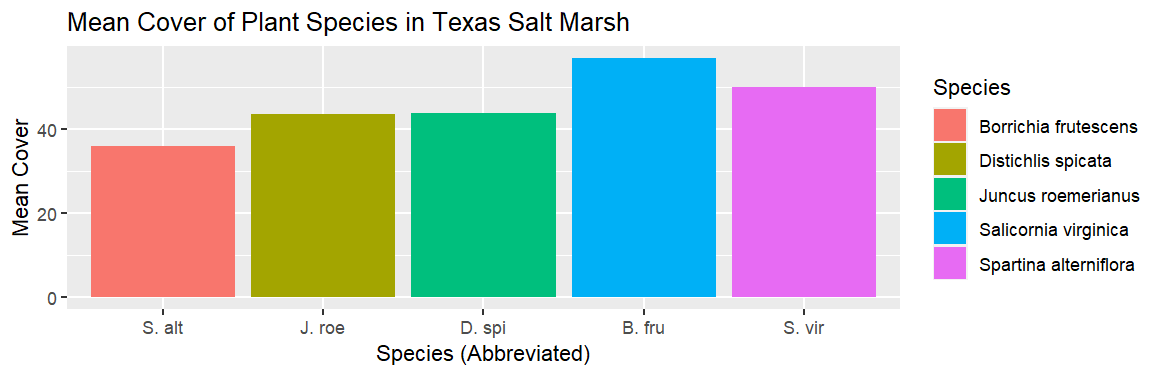 Mean Cover of Plant Species in Texas Salt Marsh
Mean Cover
40
20
0
S. alt
J. roe
D. spi
B. fru
S. vir
Species (Abbreviated)
Species
Borrichia frutescens
Distichlis spicata
Juncus roemerianus
Salicornia virginica
Spartina alterniflora